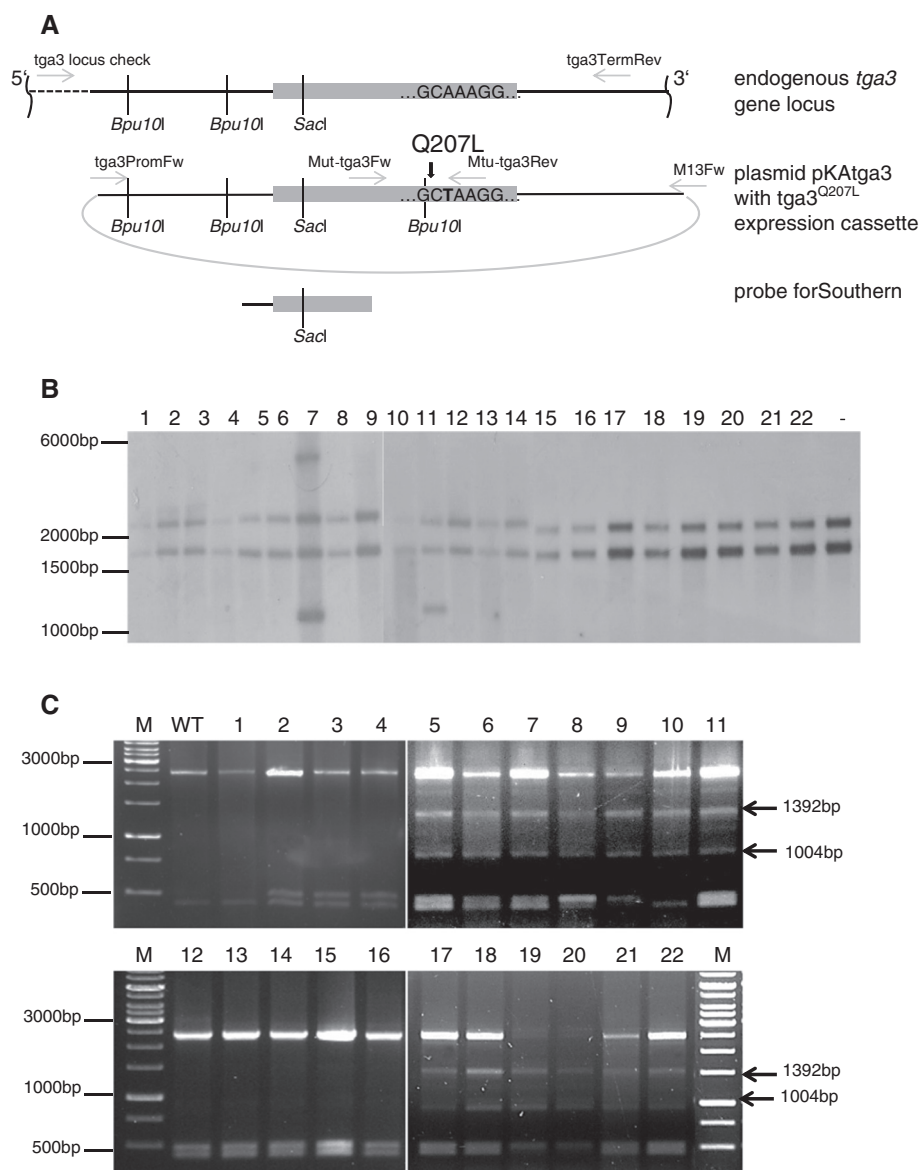 A
5‘ tga3 locus check tga3TermRev 3‘
...GCAAAGG...
Bpu10I Bpu10I SacI
endogenous tga3
gene locus
Q207L
tga3PromFw Mut-tga3Fw Mtu-tga3Rev M13Fw
...GCTAAGG...
Bpu10I Bpu10I SacI Bpu10I
plasmid pKAtga3
with tga3Q207L
expression cassette
probe forSouthern
SacI
B
1 2 3 4 5 6 7 8 9 10 11 12 13 14 15 16 17 18 19 20 21 22 -
6000bp
2000bp
1500bp
1000bp
C
M WT 1 2 3 4 5 6 7 8 9 10 11
3000bp
1392bp
1000bp
1004bp
500bp
M 12 13 14 15 16 17 18 19 20 21 22 M
3000bp
1392bp
1000bp
1004bp
500bp